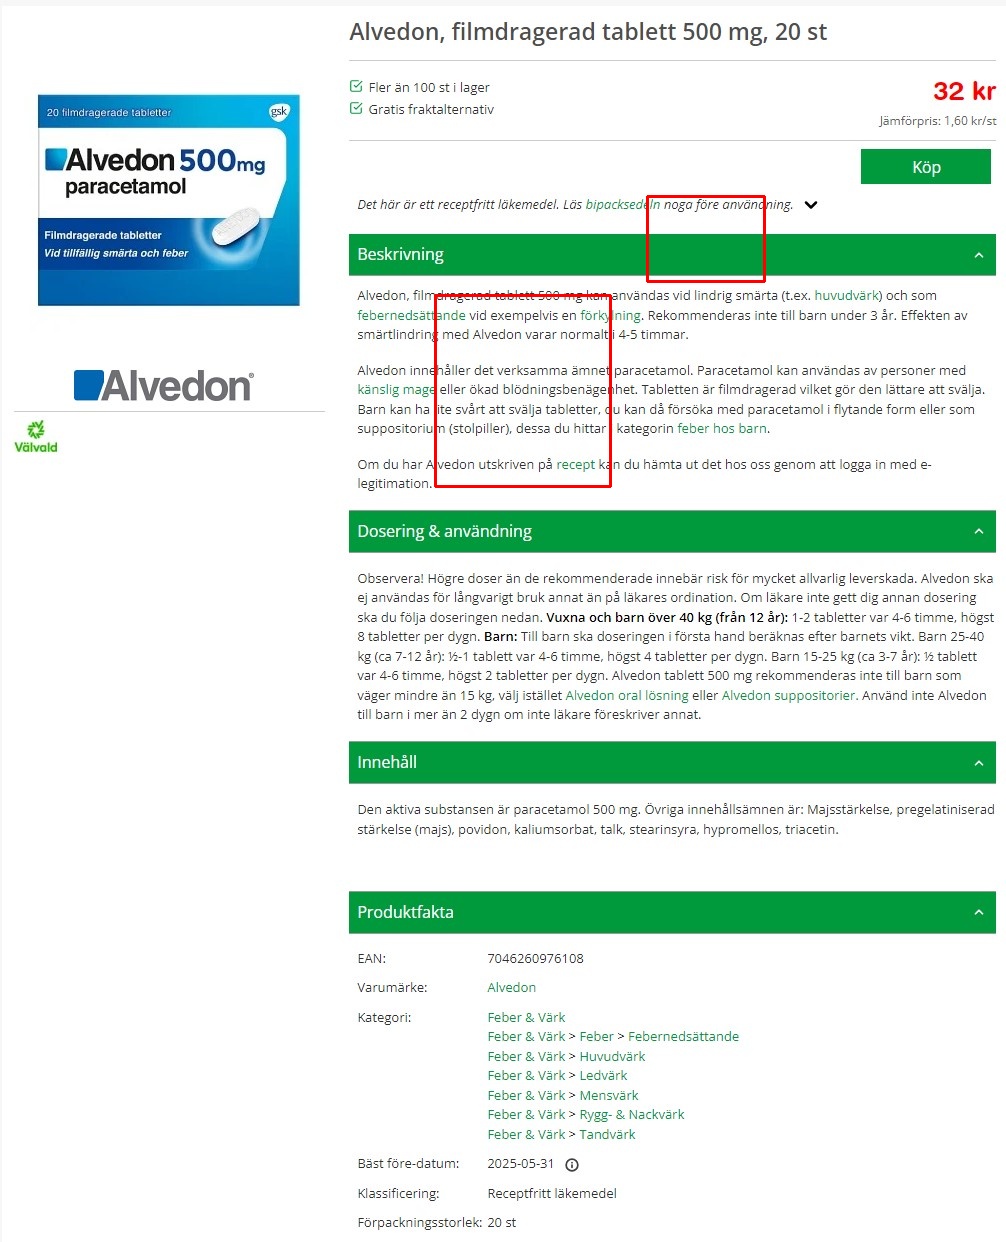 Alvedon, filmdragerad tablett 500 mg, 20 st
20 filmdragerade tabletter
gsk
Alvedon 500mg
paracetamol
Filmdragerade tabletter
Vid tillfällig smärta och feber
Alvedon®
Välvald
Fler än 100 st i lager
Gratis fraktalternativ
32 kr
Jämförpris: 1,60 kr/st
Köp
Det här är ett receptfritt läkemedel. Läs bipacksedeln noga före användning.
Beskrivning
Alvedon, filmdragerad tablett 500 mg kan användas vid lindrig smärta (t.ex. huvudvärk) och som
febernedsättande vid exempelvis en förkylning. Rekommenderas inte till barn under 3 år. Effekten av
smärtlindring med Alvedon varar normalt i 4-5 timmar.
Alvedon innehåller det verksamma ämnet paracetamol. Paracetamol kan användas av personer med
känslig mage eller ökad blödningsbenägenhet. Tabletten är filmdragerad vilket gör den lättare att svälja.
Barn kan ha lite svårt att svälja tabletter, du kan då försöka med paracetamol i flytande form eller som
suppositorium (stolpiller), dessa du hittar i kategorin feber hos barn.
Om du har Alvedon utskriven på recept kan du hämta ut det hos oss genom att logga in med e-
legitimation.
Dosering & användning
Observera! Högre doser än de rekommenderade innebär risk för mycket allvarlig leverskada. Alvedon ska
ej användas för långvarigt bruk annat än på läkares ordination. Om läkare inte gett dig annan dosering
ska du följa doseringen nedan. Vuxna och barn över 40 kg (från 12 år): 1-2 tabletter var 4-6 timme, högst
8 tabletter per dygn. Barn: Till barn ska doseringen i första hand beräknas efter barnets vikt. Barn 25-40
kg (ca 7-12 år): ½-1 tablett var 4-6 timme, högst 4 tabletter per dygn. Barn 15-25 kg (ca 3-7 år): ½ tablett
var 4-6 timme, högst 2 tabletter per dygn. Alvedon tablett 500 mg rekommenderas inte till barn som
väger mindre än 15 kg, välj istället Alvedon oral lösning eller Alvedon suppositorier. Använd inte Alvedon
till barn i mer än 2 dygn om inte läkare föreskriver annat.
Innehåll
Den aktiva substansen är paracetamol 500 mg. Övriga innehållsämnen är: Majsstärkelse, pregelatiniserad
stärkelse (majs), povidon, kaliumsorbat, talk, stearinsyra, hypromellos, triacetin.
Produktfakta
EAN: 7046260976108
Varumärke: Alvedon
Kategori: Feber & Värk
Feber & Värk > Feber > Febernedsättande
Feber & Värk > Huvudvärk
Feber & Värk > Ledvärk
Feber & Värk > Mensvärk
Feber & Värk > Rygg- & Nackvärk
Feber & Värk > Tandvärk
Bäst före-datum: 2025-05-31
Klassificering: Receptfritt läkemedel
Förpackningsstorlek: 20 st